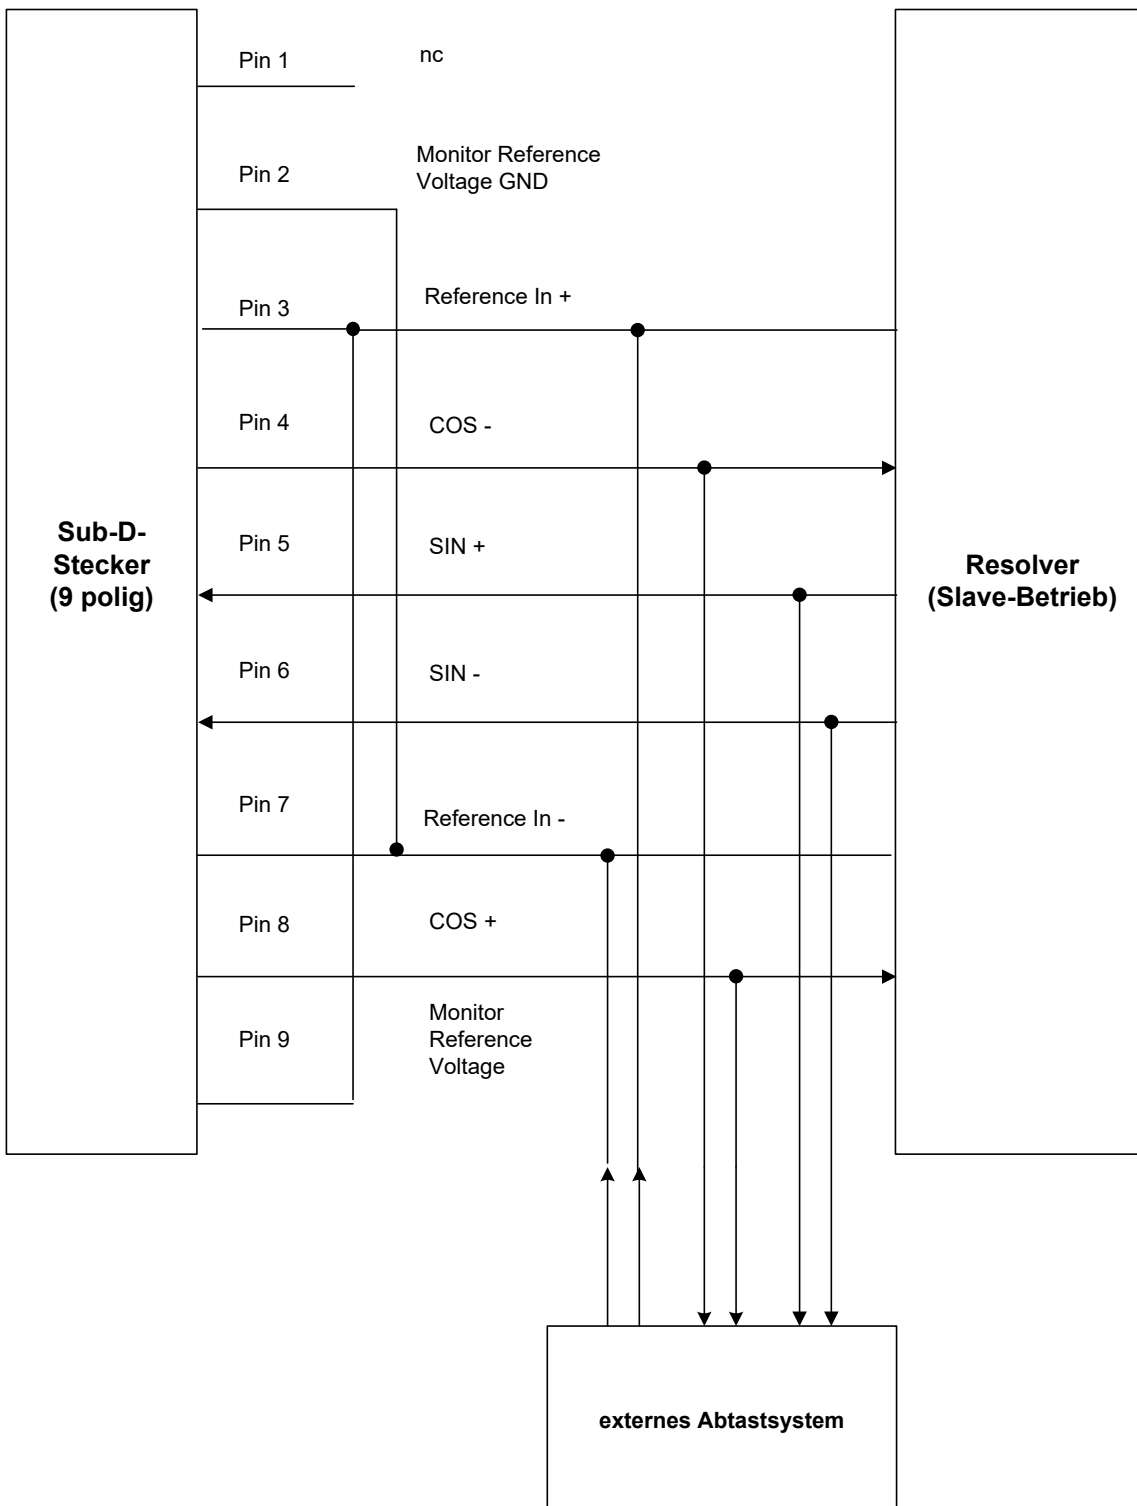 Pin 1
nc
Pin 2
Monitor Reference
Voltage GND
Pin 3
Reference In +
Pin 4
COS -
Sub-D-
Stecker
(9 polig)
Pin 5
SIN +
Resolver
(Slave-Betrieb)
Pin 6
SIN -
Pin 7
Reference In -
Pin 8
COS +
Pin 9
Monitor
Reference
Voltage
externes Abtastsystem